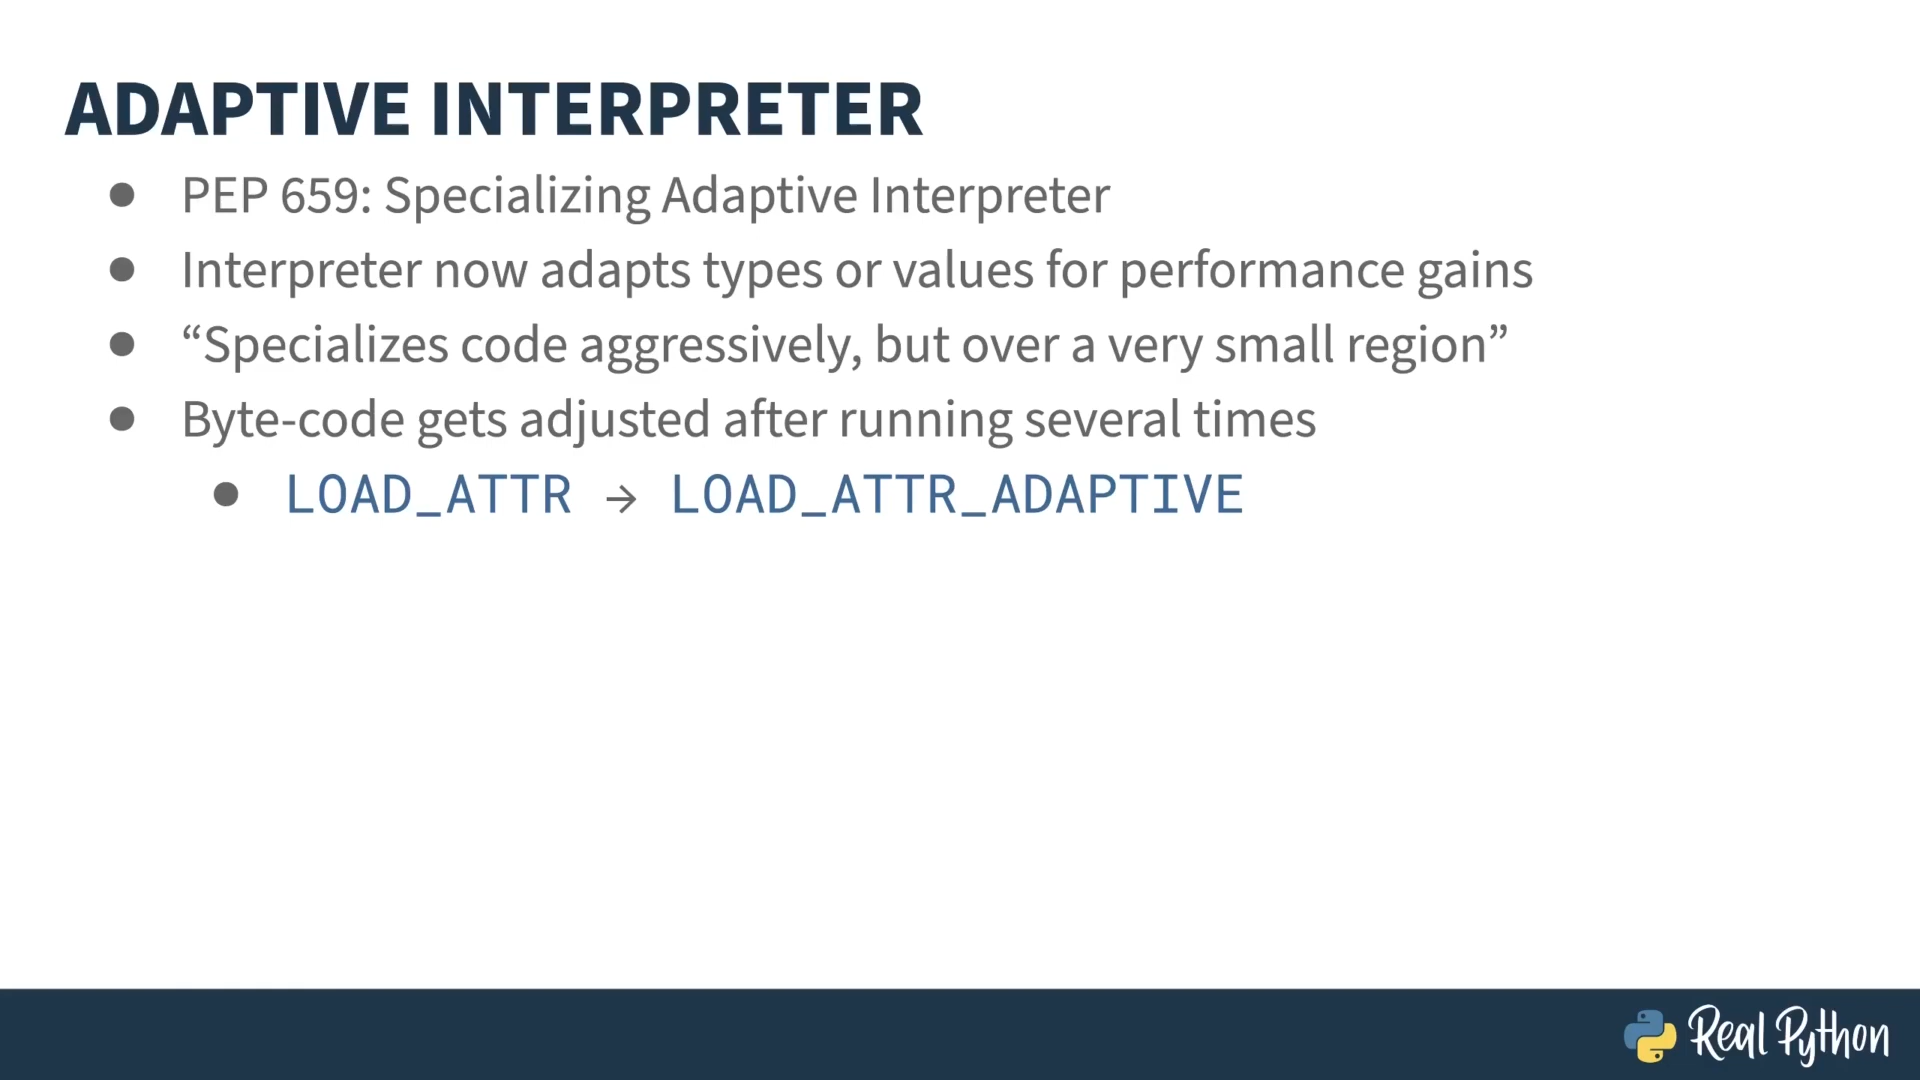 ADAPTIVE INTERPRETER
● PEP 659: Specializing Adaptive Interpreter
● Interpreter now adapts types or values for performance gains
● “Specializes code aggressively, but over a very small region”
● Byte-code gets adjusted after running several times
● LOAD_ATTR → LOAD_ATTR_ADAPTIVE
Real Python